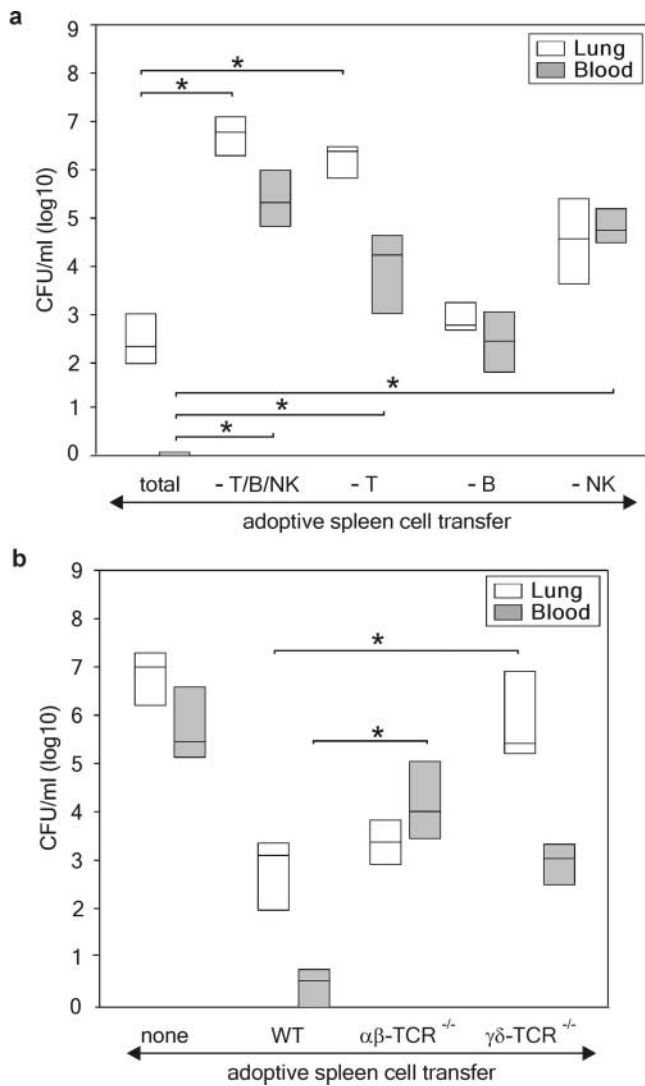 a
9
8
7
6
5
4
3
2
1
0
CFU/ml (log10)
Lung
Blood
*
*
*
*
*
total - T/B/NK - T - B - NK
adoptive spleen cell transfer
b
9
8
7
6
5
4
3
2
1
0
CFU/ml (log10)
Lung
Blood
*
*
none WT αβ-TCR -/- γδ-TCR -/-
adoptive spleen cell transfer